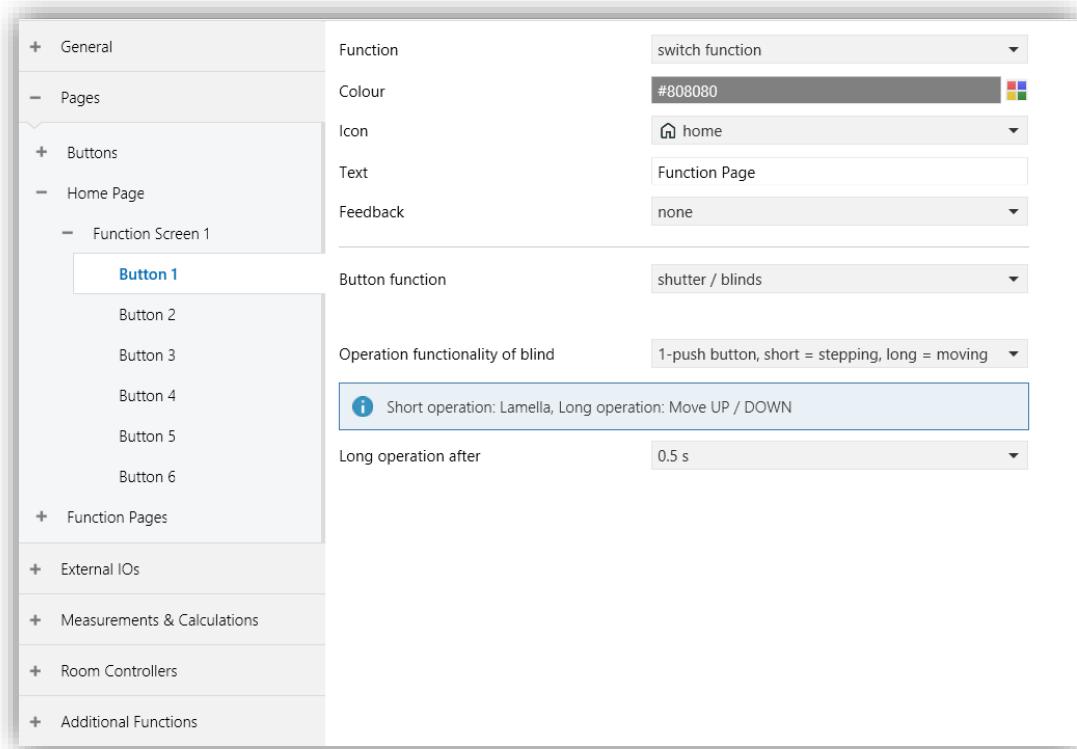 General
Pages
Buttons
Home Page
Function Screen 1
Button 1
Button 2
Button 3
Button 4
Button 5
Button 6
Function Pages
External IOs
Measurements & Calculations
Room Controllers
Additional Functions
Function switch function
Colour #808080
Icon home
Text Function Page
Feedback none
Button function shutter / blinds
Operation functionality of blind 1-push button, short = stepping, long = moving
Short operation: Lamella, Long operation: Move UP / DOWN
Long operation after 0.5 s